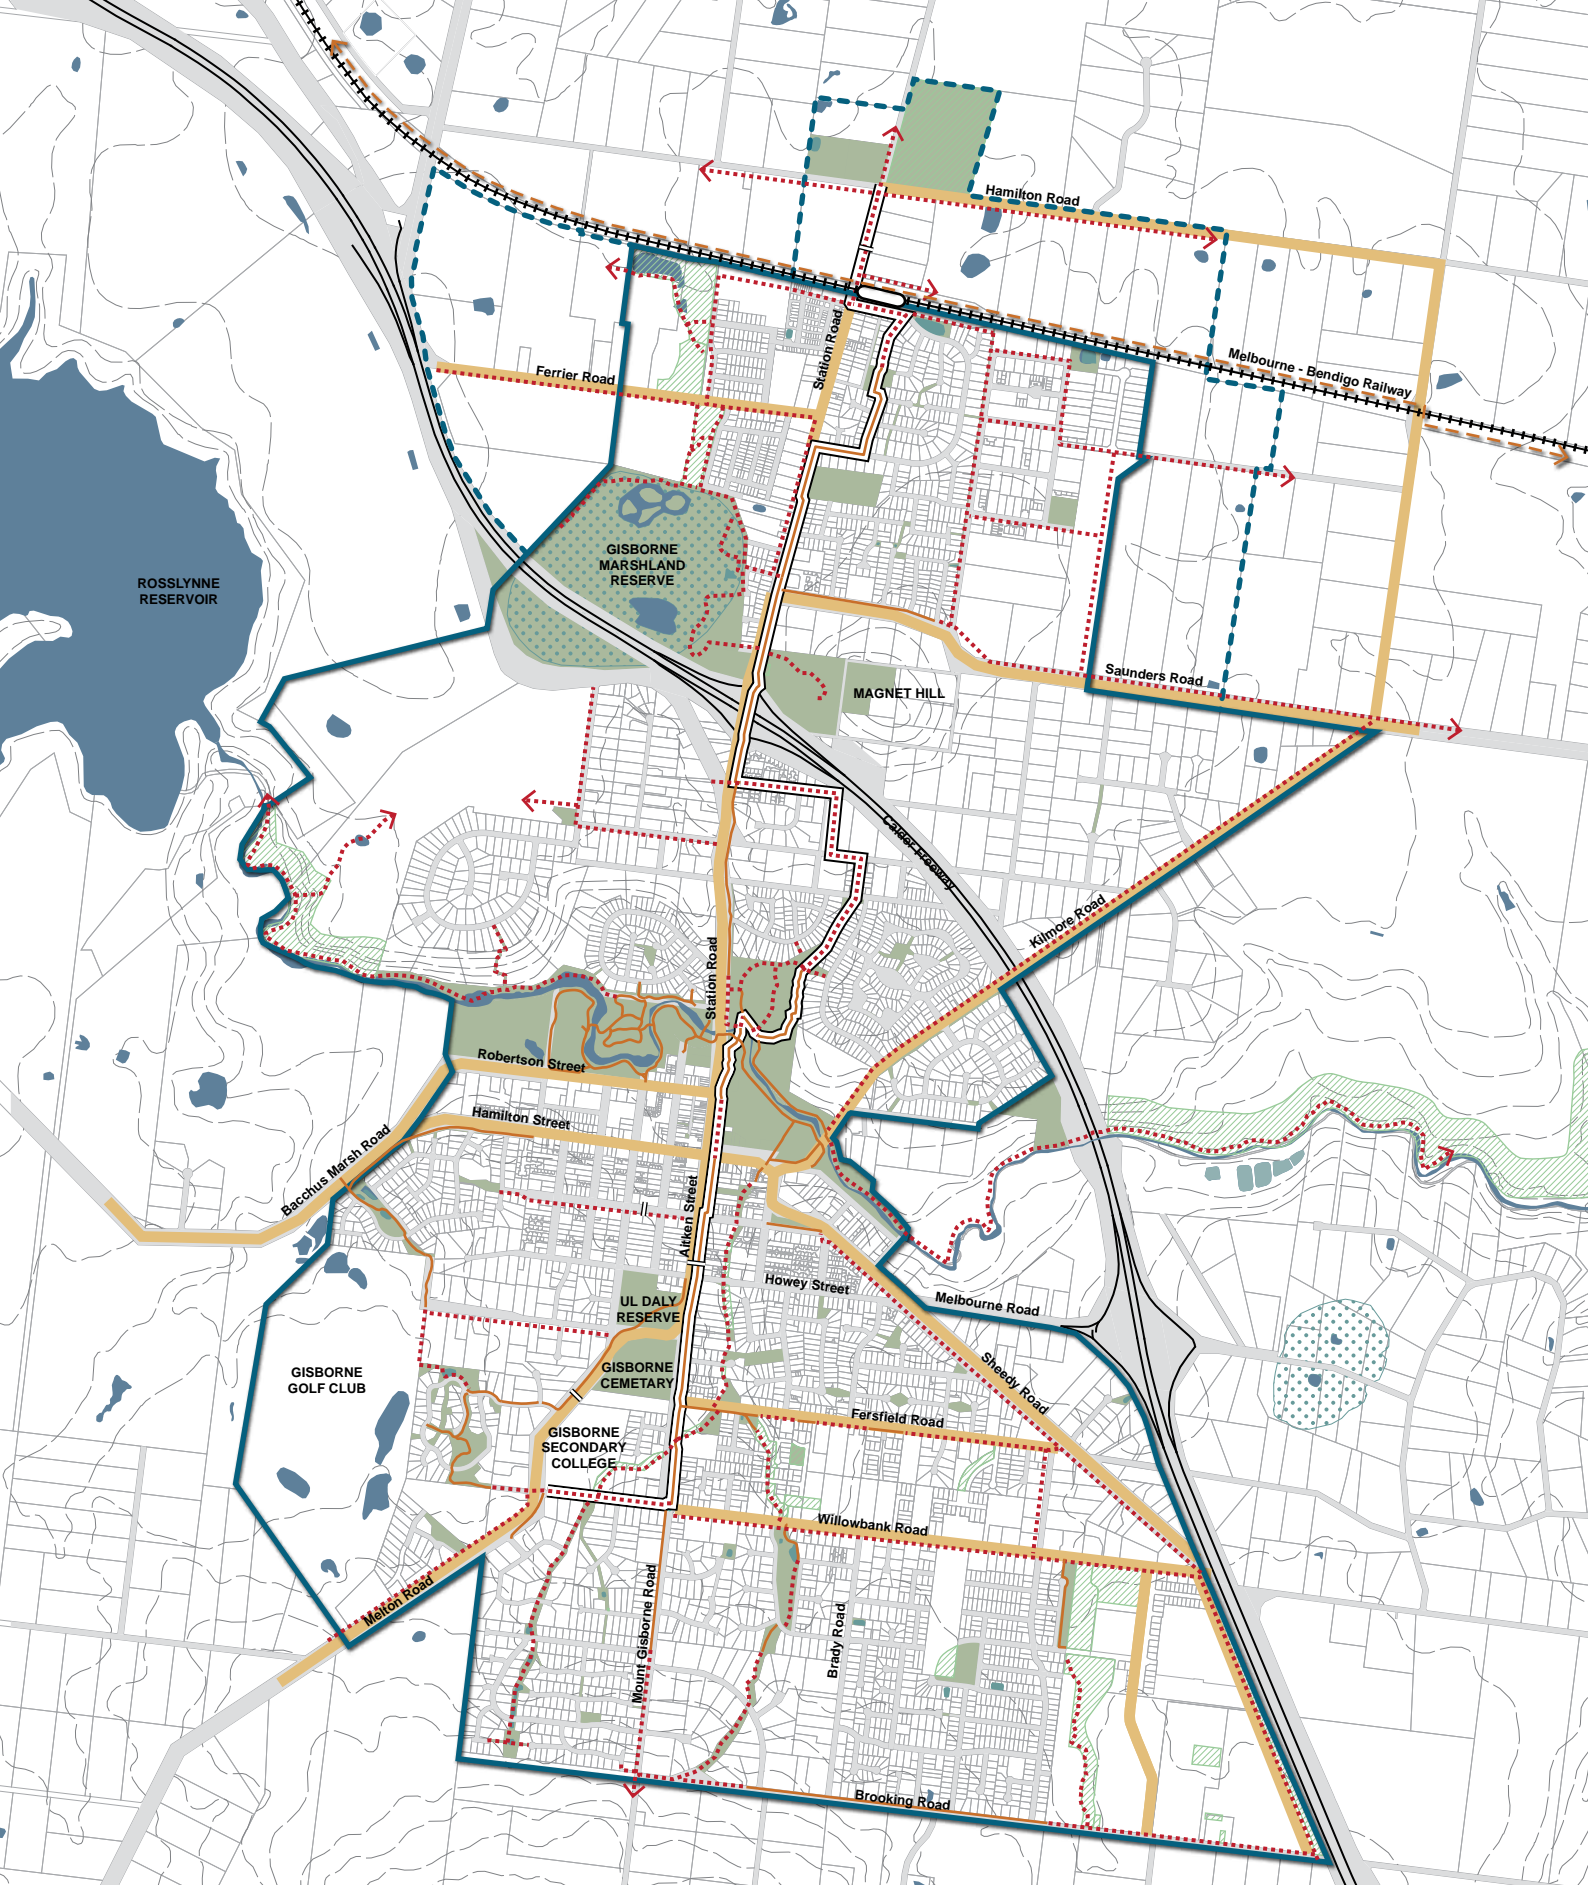 Hamilton Road
Melbourne - Bendigo Railway
Station Road
Ferrier Road
GISBORNE
MARSHLAND
RESERVE
ROSSLYNNE
RESERVOIR
Saunders Road
MAGNET HILL
Calder Freeway
Kilmore Road
Station Road
Robertson Street
Hamilton Street
Bacchus Marsh Road
Aitken Street
Howey Street
Melbourne Road
UL DALY
RESERVE
Sheedy Road
GISBORNE
GOLF CLUB
GISBORNE
CEMETARY
Fersfield Road
GISBORNE
SECONDARY
COLLEGE
Willowbank Road
Melton Road
Mount Gisborne Road
Brady Road
Brooking Road